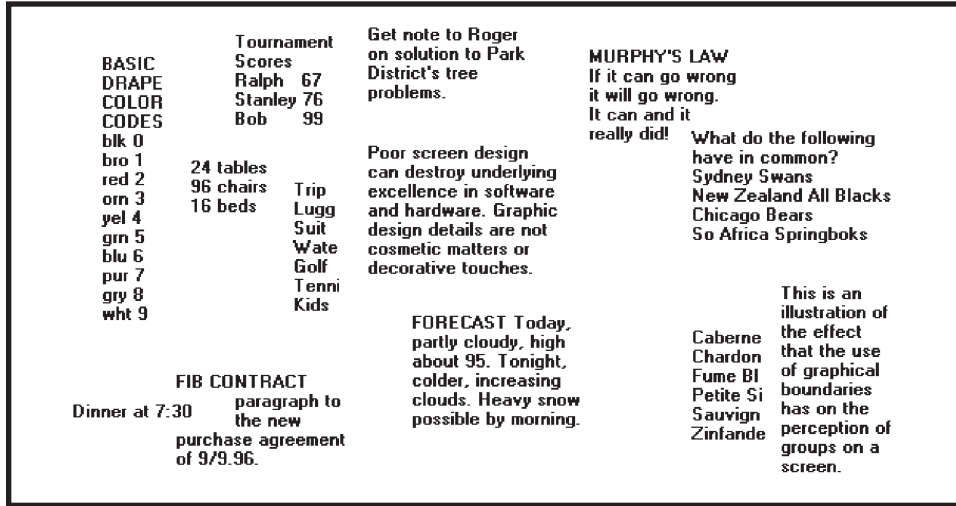 BASIC
DRAPE
COLOR
CODES
blk 0
bro 1
red 2
orn 3
yel 4
grn 5
blu 6
pur 7
gry 8
wht 9
Tournament
Scores
Ralph 67
Stanley 76
Bob 99
24 tables
96 chairs
16 beds
Trip
Lugg
Suit
Wate
Golf
Tenni
Kids
Get note to Roger
on solution to Park
District's tree
problems.
Poor screen design
can destroy underlying
excellence in software
and hardware. Graphic
design details are not
cosmetic matters or
decorative touches.
MURPHY'S LAW
If it can go wrong
it will go wrong.
It can and it
really did!
What do the following
have in common?
Sydney Swans
New Zealand All Blacks
Chicago Bears
So Africa Springboks
FIB CONTRACT
paragraph to
the new
purchase agreement
of 9/9.96.
Dinner at 7:30
FORECAST Today,
partly cloudy, high
about 95. Tonight,
colder, increasing
clouds. Heavy snow
possible by morning.
Caberne
Chardon
Fume Bl
Petite Si
Sauvign
Zinfande
This is an
illustration of
the effect
that the use
of graphical
boundaries
has on the
perception of
groups on a
screen.